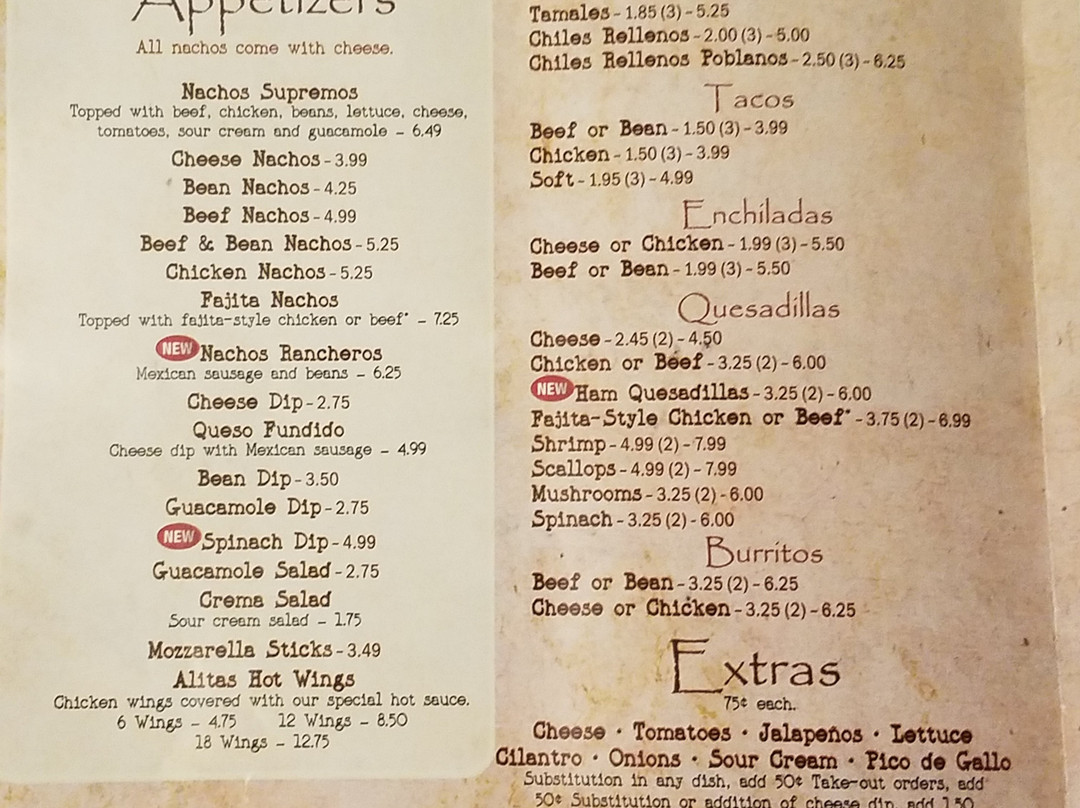 Appetizers
All nachos come with cheese.
Nachos Supremos
Topped with beef, chicken, beans, lettuce, cheese,
tomatoes, sour cream and guacamole – 6.49
Cheese Nachos - 3.99
Bean Nachos - 4.25
Beef Nachos - 4.99
Beef & Bean Nachos - 5.25
Chicken Nachos - 5.25
Fajita Nachos
Topped with fajita-style chicken or beef* – 7.25
NEW Nachos Rancheros
Mexican sausage and beans – 6.25
Cheese Dip - 2.75
Queso Fundido
Cheese dip with Mexican sausage – 4.99
Bean Dip - 3.50
Guacamole Dip - 2.75
NEW Spinach Dip - 4.99
Guacamole Salad - 2.75
Crema Salad
Sour cream salad – 1.75
Mozzarella Sticks - 3.49
Alitas Hot Wings
Chicken wings covered with our special hot sauce.
6 Wings – 4.75 12 Wings – 8.50
18 Wings – 12.75
Tamales - 1.85 (3) - 5.25
Chiles Rellenos - 2.00 (3) - 5.00
Chiles Rellenos Poblanos - 2.50 (3) - 6.25
Tacos
Beef or Bean - 1.50 (3) - 3.99
Chicken - 1.50 (3) - 3.99
Soft - 1.95 (3) - 4.99
Enchiladas
Cheese or Chicken - 1.99 (3) - 5.50
Beef or Bean - 1.99 (3) - 5.50
Quesadillas
Cheese - 2.45 (2) - 4.50
Chicken or Beef - 3.25 (2) - 6.00
NEW Ham Quesadillas - 3.25 (2) - 6.00
Fajita-Style Chicken or Beef* - 3.75 (2) - 6.99
Shrimp - 4.99 (2) - 7.99
Scallops - 4.99 (2) - 7.99
Mushrooms - 3.25 (2) - 6.00
Spinach - 3.25 (2) - 6.00
Burritos
Beef or Bean - 3.25 (2) - 6.25
Cheese or Chicken - 3.25 (2) - 6.25
Extras
75¢ each.
Cheese · Tomatoes · Jalapeños · Lettuce
Cilantro · Onions · Sour Cream · Pico de Gallo
Substitution in any dish, add 50¢ Take-out orders, add
50¢ Substitution or addition of cheese dip, add 1.50